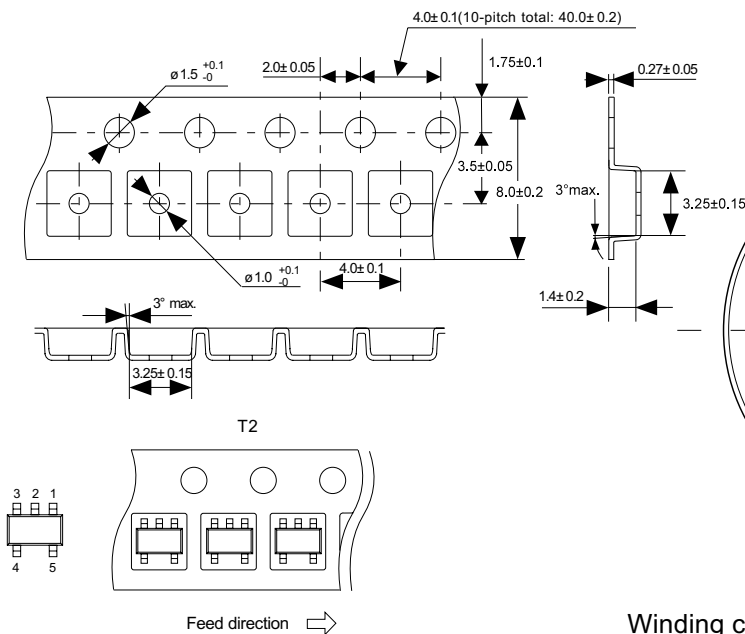 4.0±0.1(10-pitch total: 40.0±0.2)
ø1.5 +0.1 -0
2.0±0.05
1.75±0.1
0.27±0.05
3.5±0.05
8.0±0.2
3°max.
3.25±0.15
ø1.0 +0.1 -0
4.0±0.1
1.4±0.2
3° max.
3.25±0.15
T2
3 2 1
4 5
Feed direction
Winding c